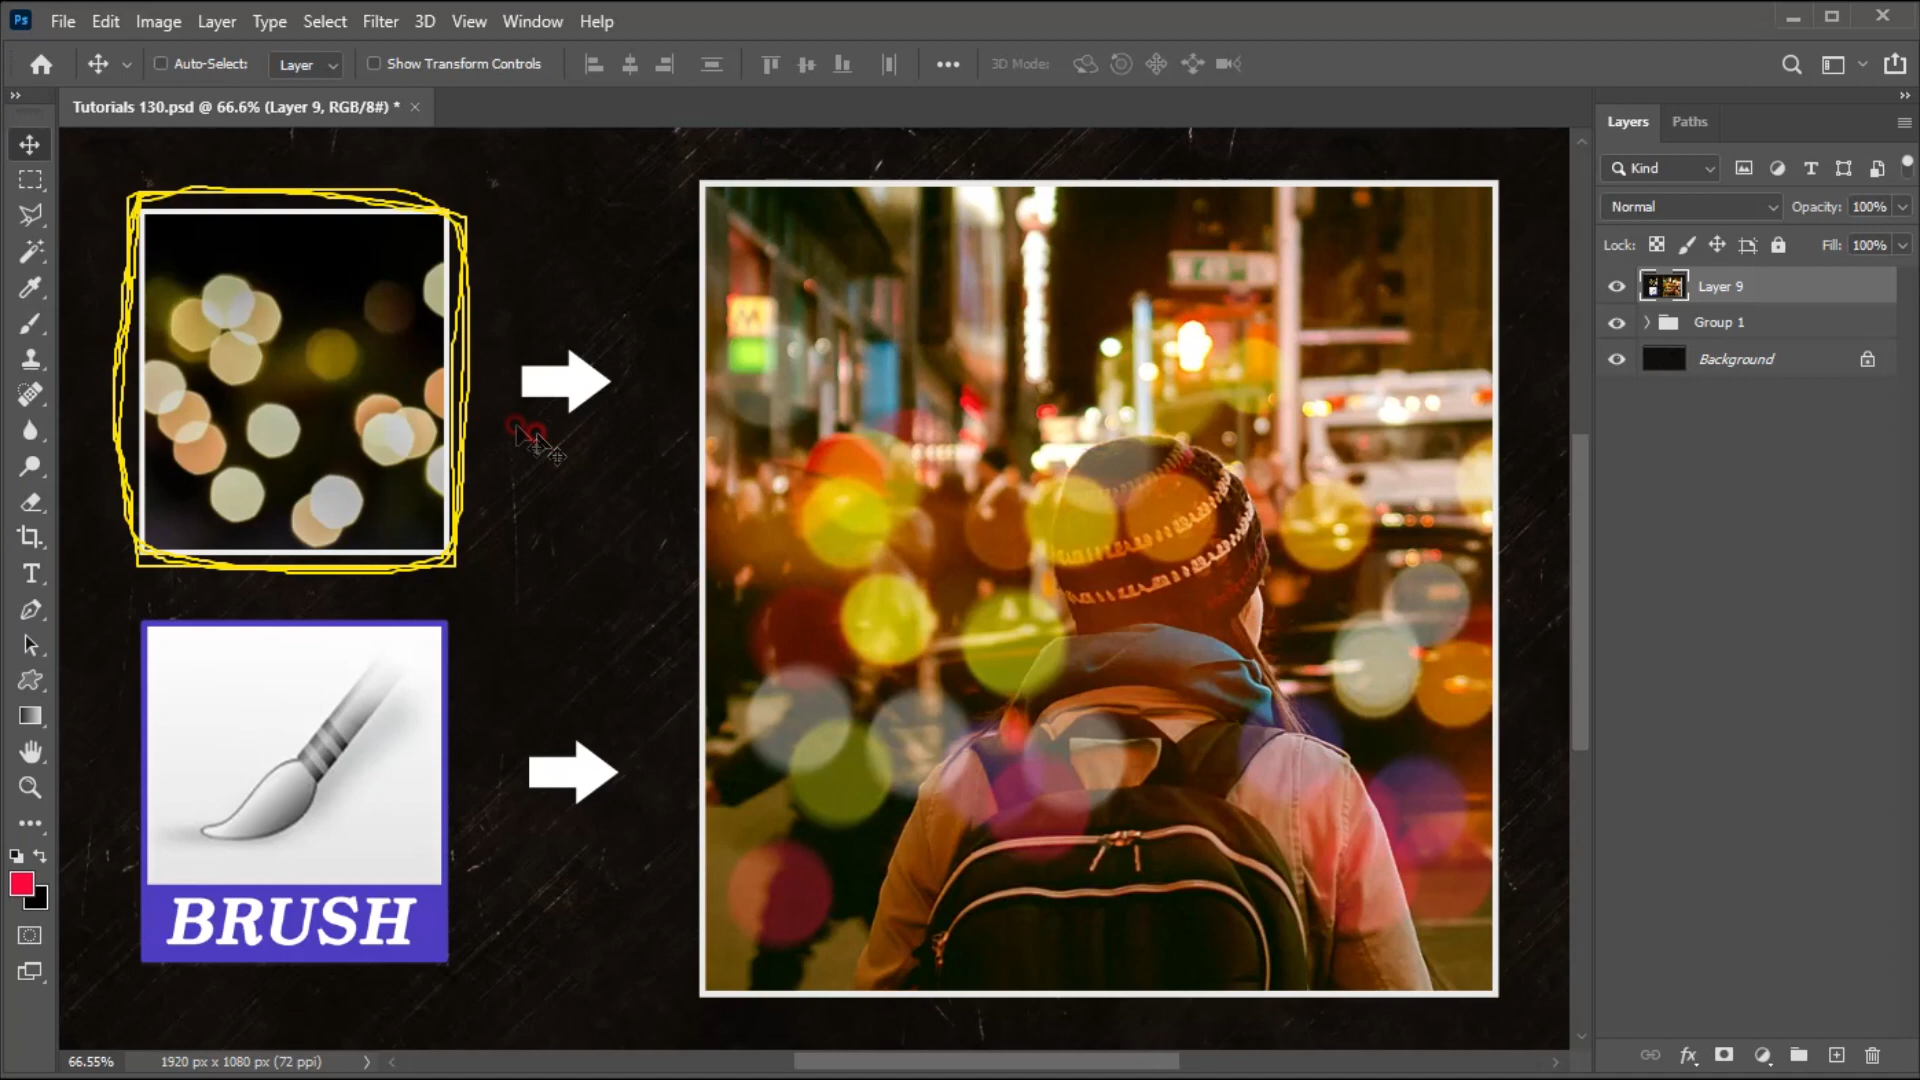 Ps File Edit Image Layer Type Select Filter 3D View Window Help
Auto-Select: Layer Show Transform Controls 3D Mode:
Tutorials 130.psd @ 66.6% (Layer 9, RGB/8#) *
Layers Paths
Kind
Normal Opacity: 100%
Lock: Fill: 100%
Layer 9
Group 1
Background
BRUSH
66.55% 1920 px x 1080 px (72 ppi)
fx